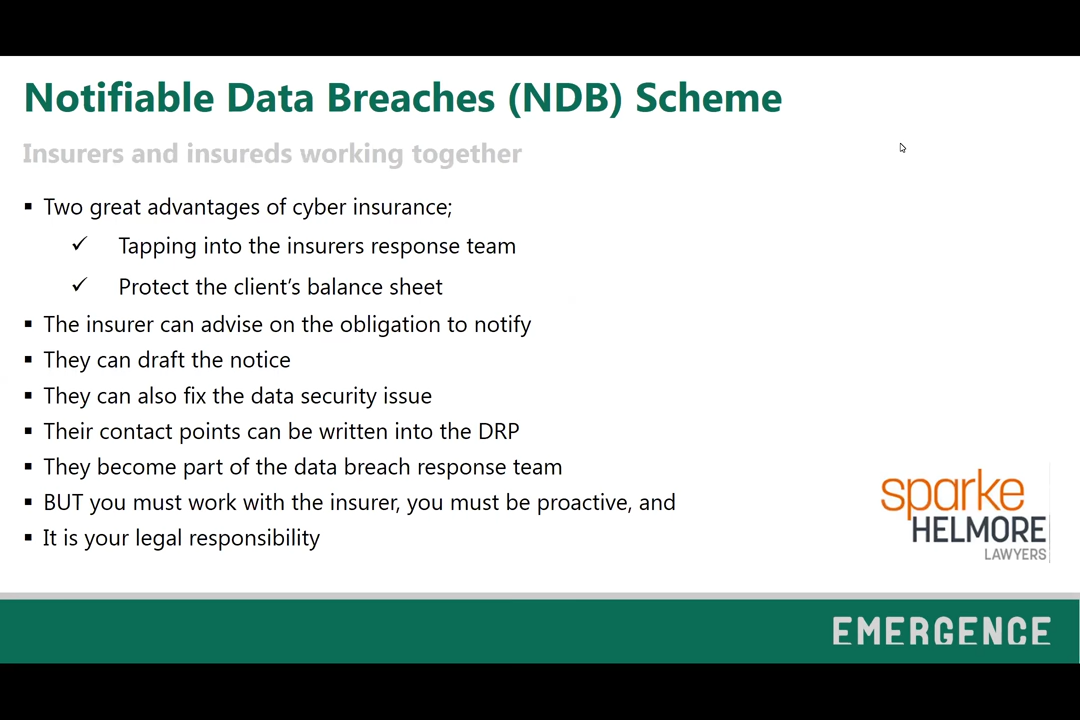 Notifiable Data Breaches (NDB) Scheme
Insurers and insureds working together
▪ Two great advantages of cyber insurance;
✓ Tapping into the insurers response team
✓ Protect the client’s balance sheet
▪ The insurer can advise on the obligation to notify
▪ They can draft the notice
▪ They can also fix the data security issue
▪ Their contact points can be written into the DRP
▪ They become part of the data breach response team
▪ BUT you must work with the insurer, you must be proactive, and
▪ It is your legal responsibility
sparke
HELMORE
LAWYERS
EMERGENCE